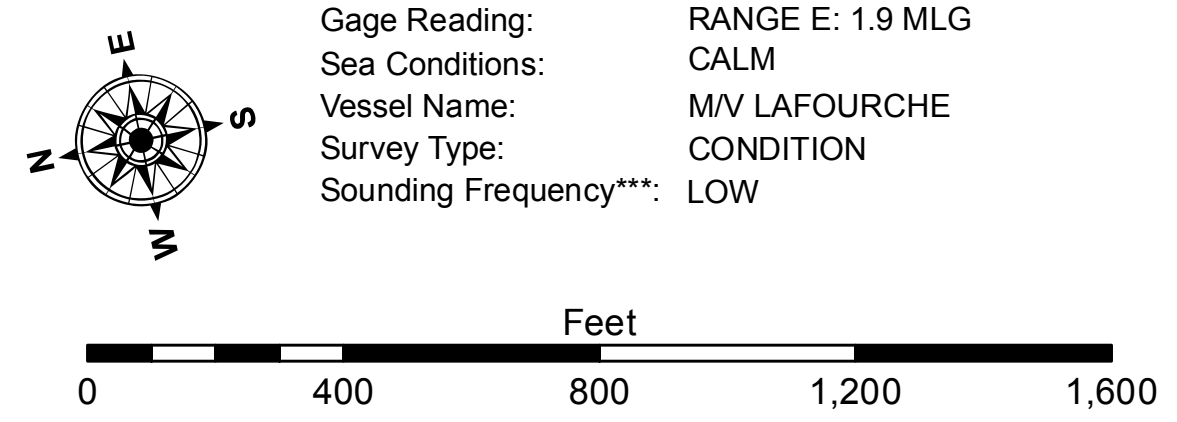 Gage Reading: RANGE E: 1.9 MLG
Sea Conditions: CALM
Vessel Name: M/V LAFOURCHE
Survey Type: CONDITION
Sounding Frequency***: LOW
E
S
N
W
Feet
0 400 800 1,200 1,600